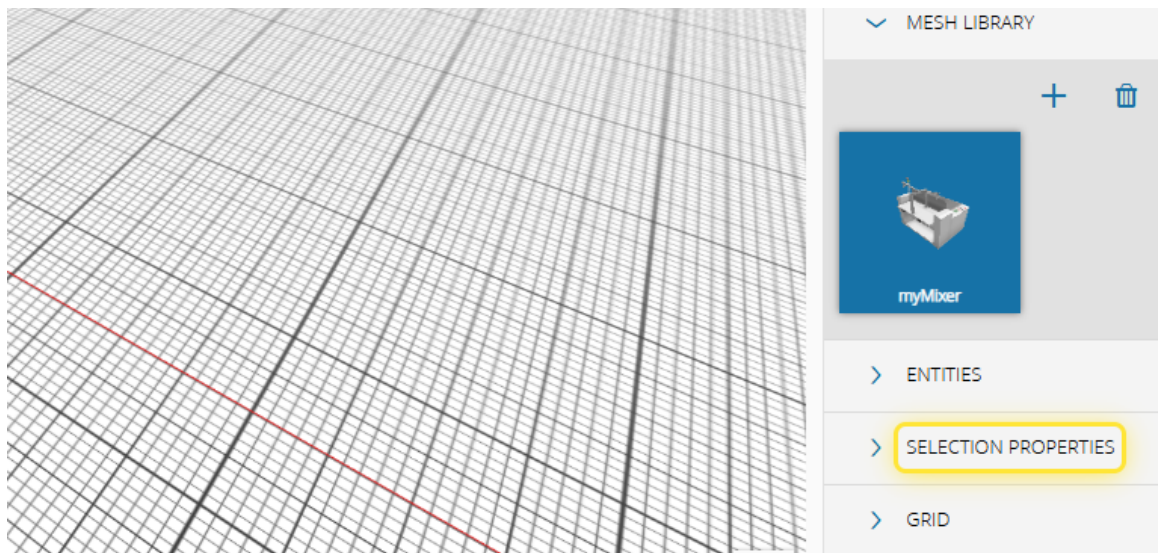 MESH LIBRARY
myMixer
ENTITIES
SELECTION PROPERTIES
GRID